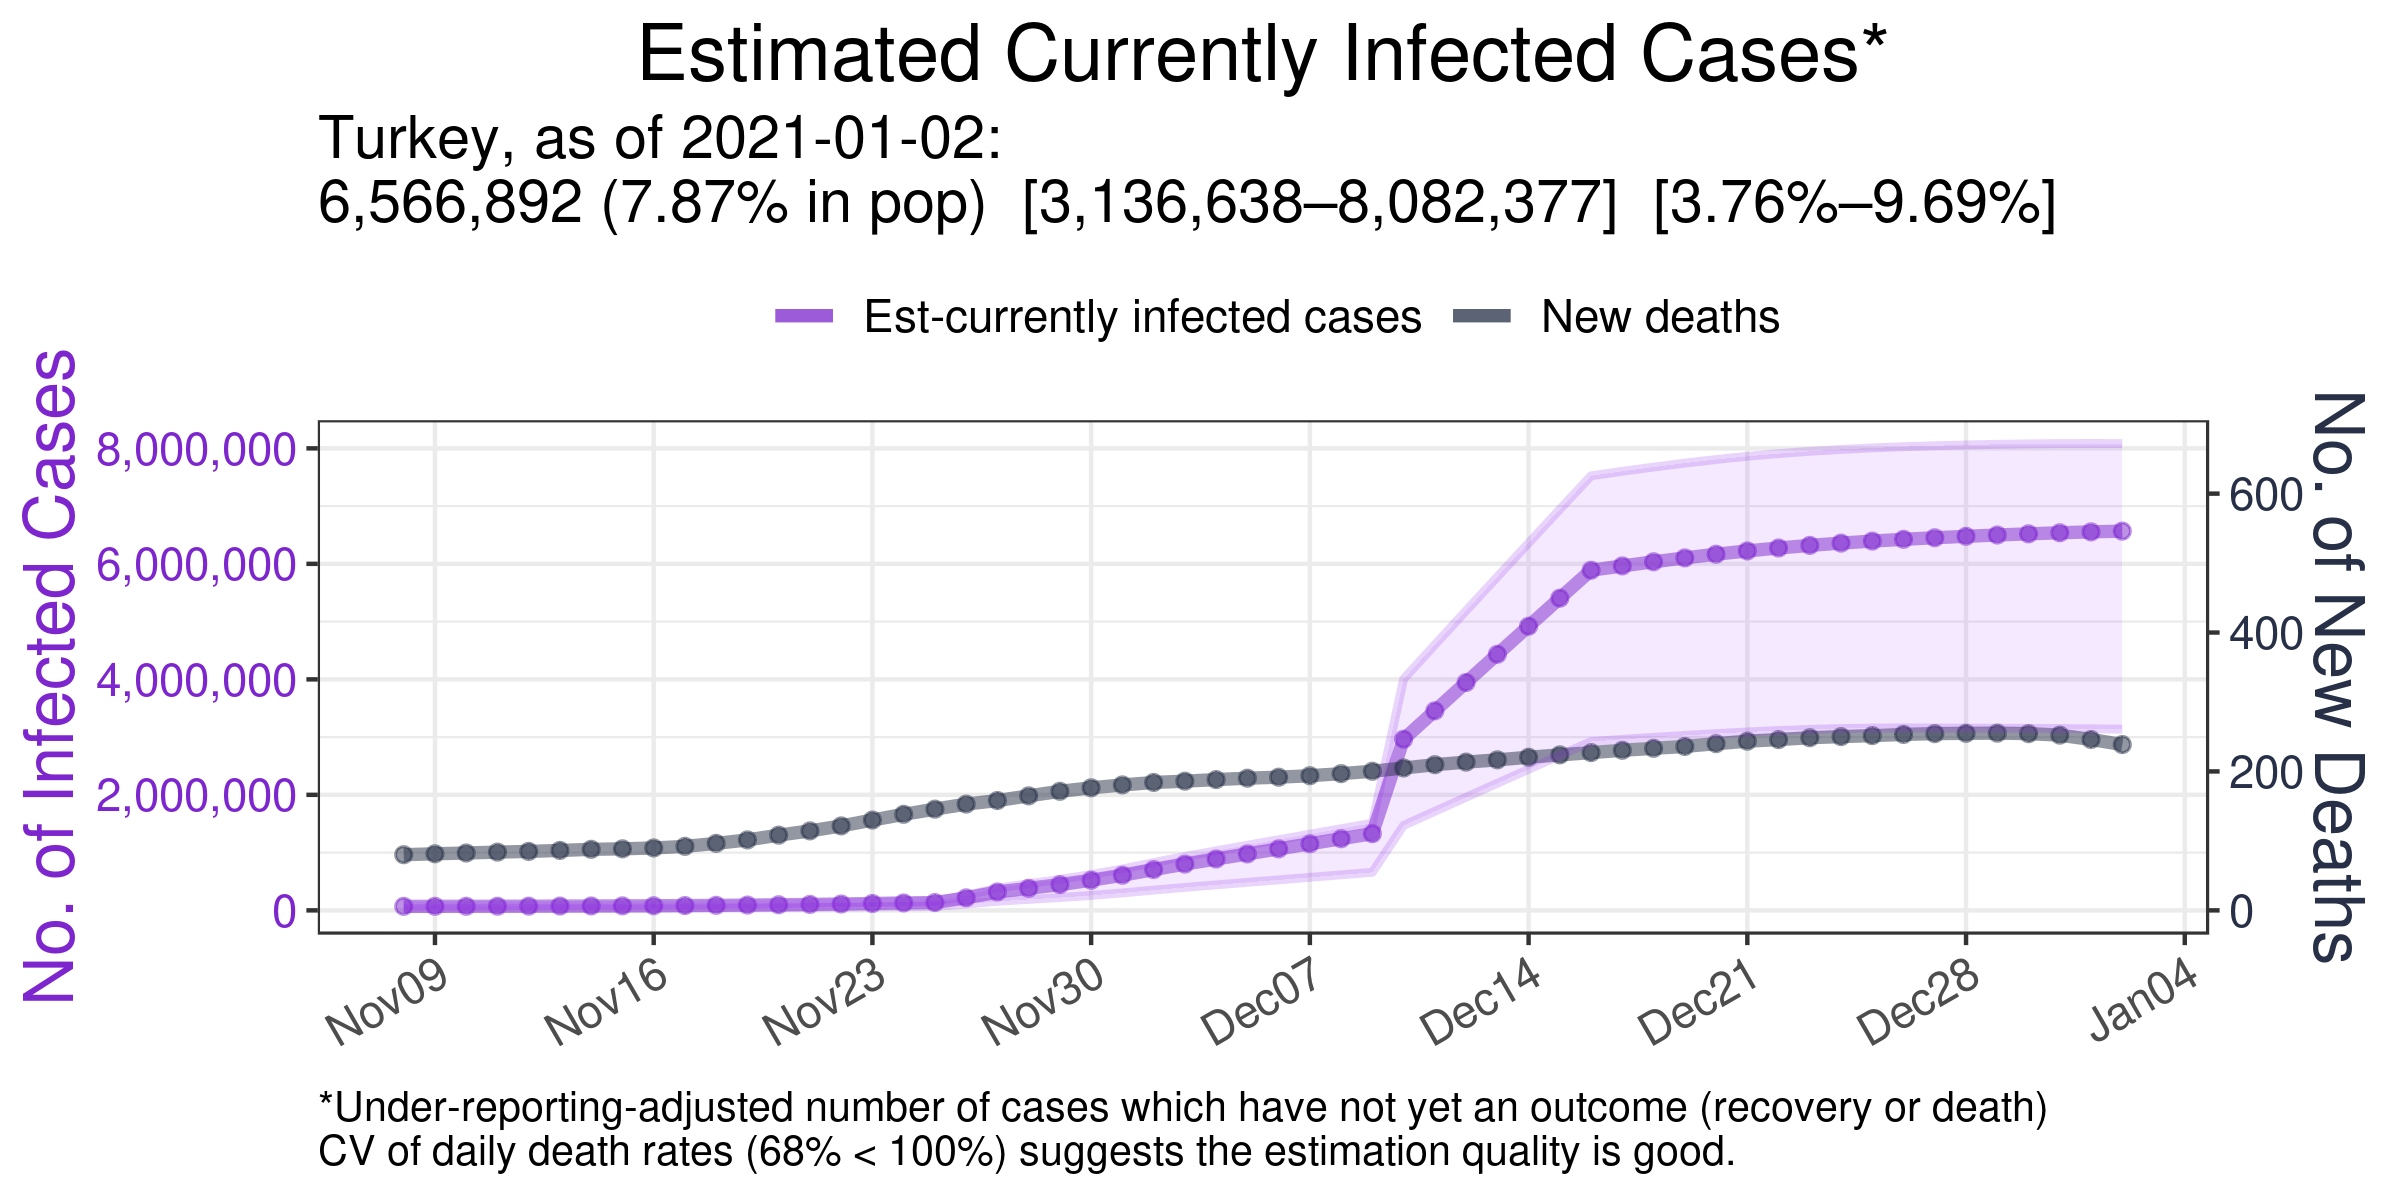 Estimated Currently Infected Cases*
Turkey, as of 2021-01-02:
6,566,892 (7.87% in pop) [3,136,638–8,082,377] [3.76%–9.69%]
Est-currently infected cases
New deaths
No. of Infected Cases
8,000,000
6,000,000
4,000,000
2,000,000
0
600
400
200
0
No. of New Deaths
Nov09
Nov16
Nov23
Nov30
Dec07
Dec14
Dec21
Dec28
Jan04
*Under-reporting-adjusted number of cases which have not yet an outcome (recovery or death)
CV of daily death rates (68% < 100%) suggests the estimation quality is good.